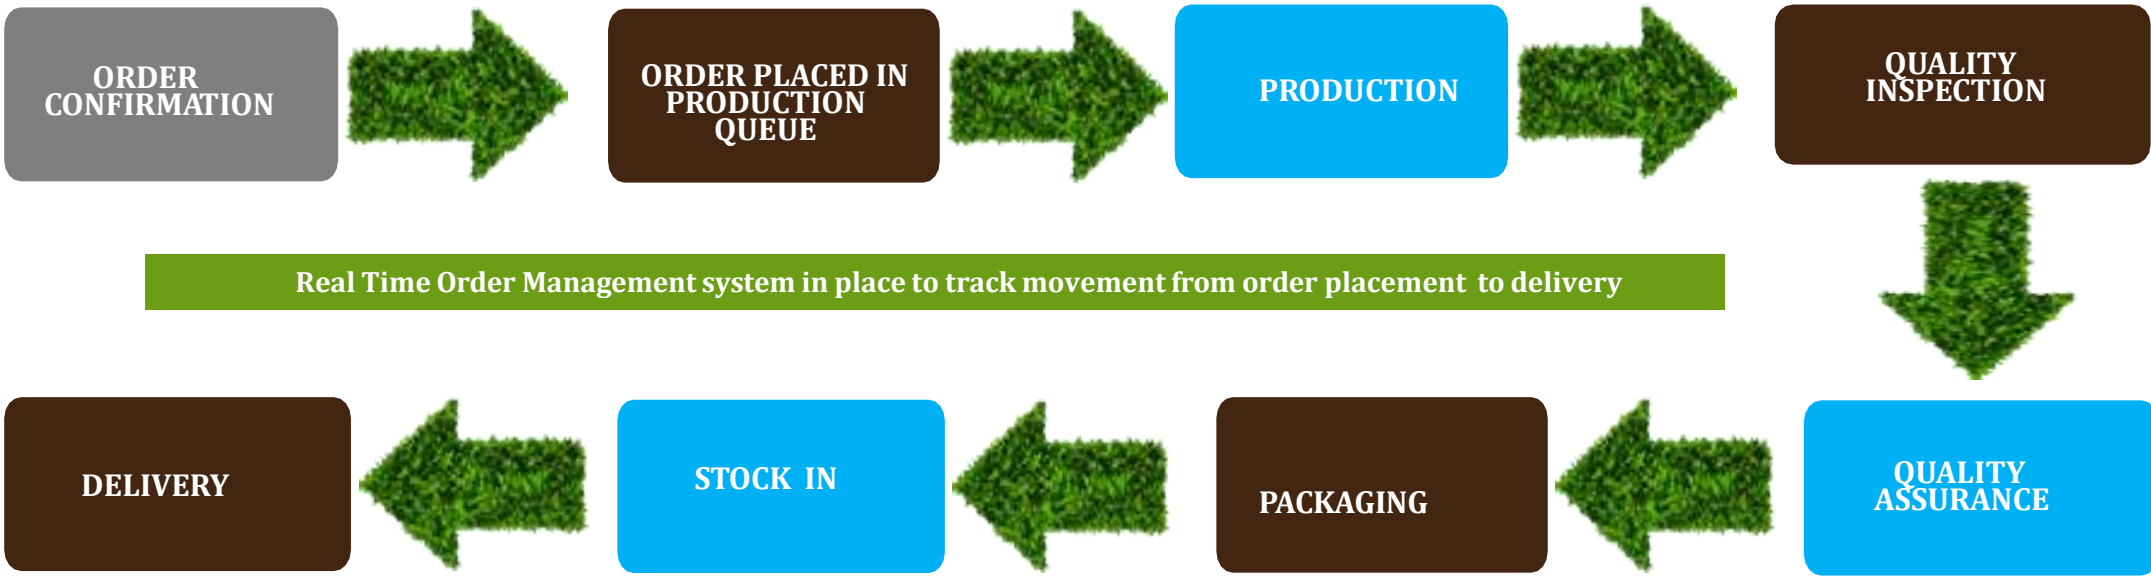 ORDER
CONFIRMATION
ORDER PLACED IN
PRODUCTION
QUEUE
PRODUCTION
QUALITY
INSPECTION
Real Time Order Management system in place to track movement from order placement to delivery
DELIVERY
STOCK IN
PACKAGING
QUALITY
ASSURANCE